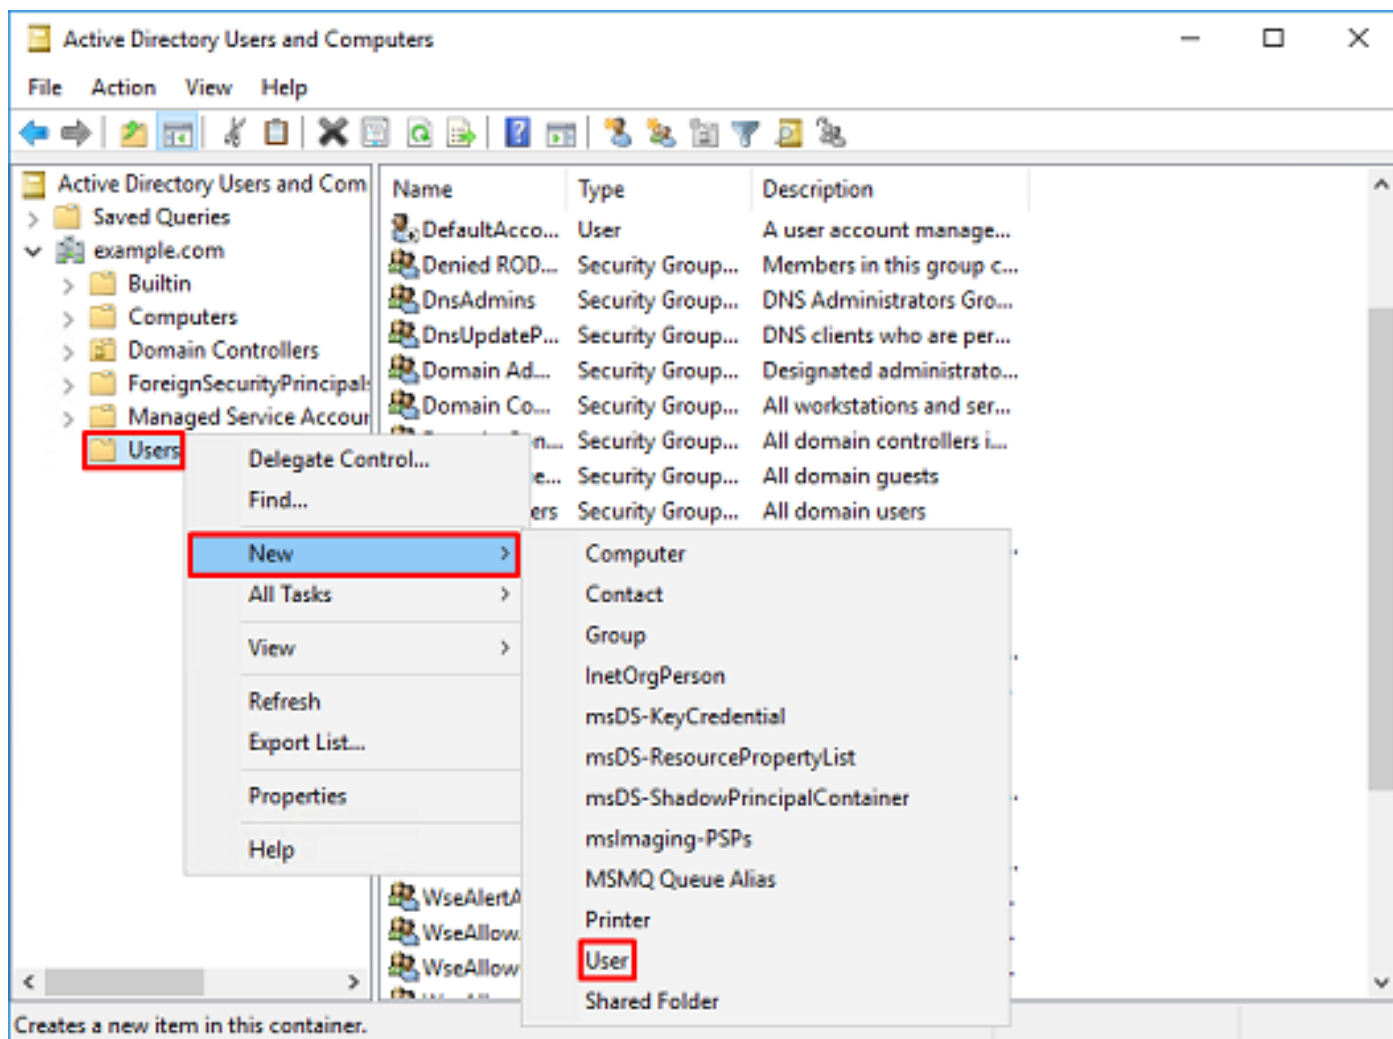 Active Directory Users and Computers
File Action View Help
Active Directory Users and Com
Saved Queries
example.com
Builtin
Computers
Domain Controllers
ForeignSecurityPrincipals
Managed Service Accour
Users
Name Type Description
DefaultAcco... User A user account manage...
Denied ROD... Security Group... Members in this group c...
DnsAdmins Security Group... DNS Administrators Gro...
DnsUpdateP... Security Group... DNS clients who are per...
Domain Ad... Security Group... Designated administrato...
Domain Co... Security Group... All workstations and ser...
Security Group... All domain controllers i...
Security Group... All domain guests
ers Security Group... All domain users
Delegate Control...
Find...
New
All Tasks
View
Refresh
Export List...
Properties
Help
Computer
Contact
Group
InetOrgPerson
msDS-KeyCredential
msDS-ResourcePropertyList
msDS-ShadowPrincipalContainer
msImaging-PSPs
MSMQ Queue Alias
Printer
User
Shared Folder
WseAlertA
WseAllow
WseAllow
Creates a new item in this container.